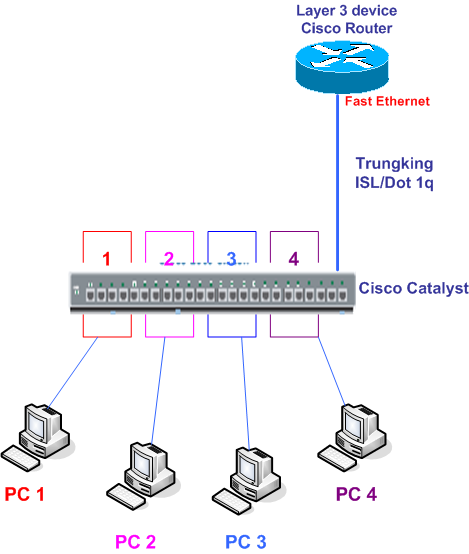 Layer 3 device
Cisco Router
Fast Ethernet
Trungking
ISL/Dot 1q
1
2
3
4
Cisco Catalyst
PC 1
PC 2
PC 3
PC 4